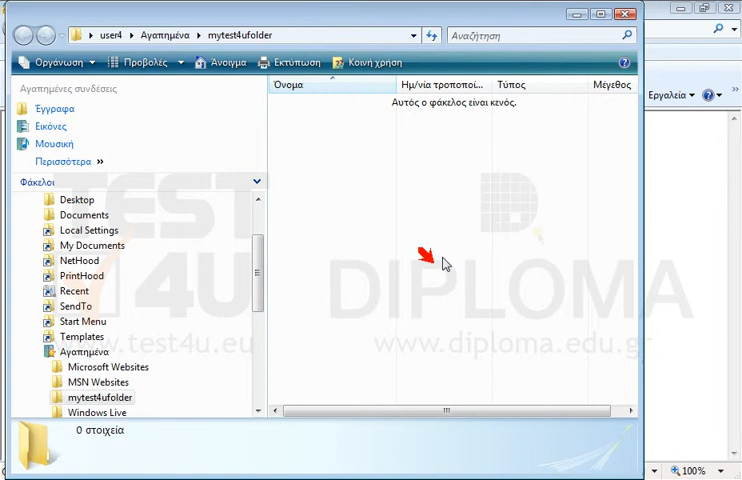 user4 ▸ Αγαπημένα ▸ mytest4ufolder
Αναζήτηση
Οργάνωση Προβολές Άνοιγμα Εκτύπωση Κοινή χρήση
Εργαλεία
Αγαπημένες συνδέσεις
Έγγραφα
Εικόνες
Μουσική
Περισσότερα »
Φάκελοι
Desktop
Documents
Local Settings
My Documents
NetHood
PrintHood
Recent
SendTo
Start Menu
Templates
Αγαπημένα
Microsoft Websites
MSN Websites
mytest4ufolder
Windows Live
Όνομα Ημ/νία τροποποί... Τύπος Μέγεθος
Αυτός ο φάκελος είναι κενός.
TEST
4U
www.test4u.eu
DIPLOMA
www.diploma.edu.gr
0 στοιχεία
100%